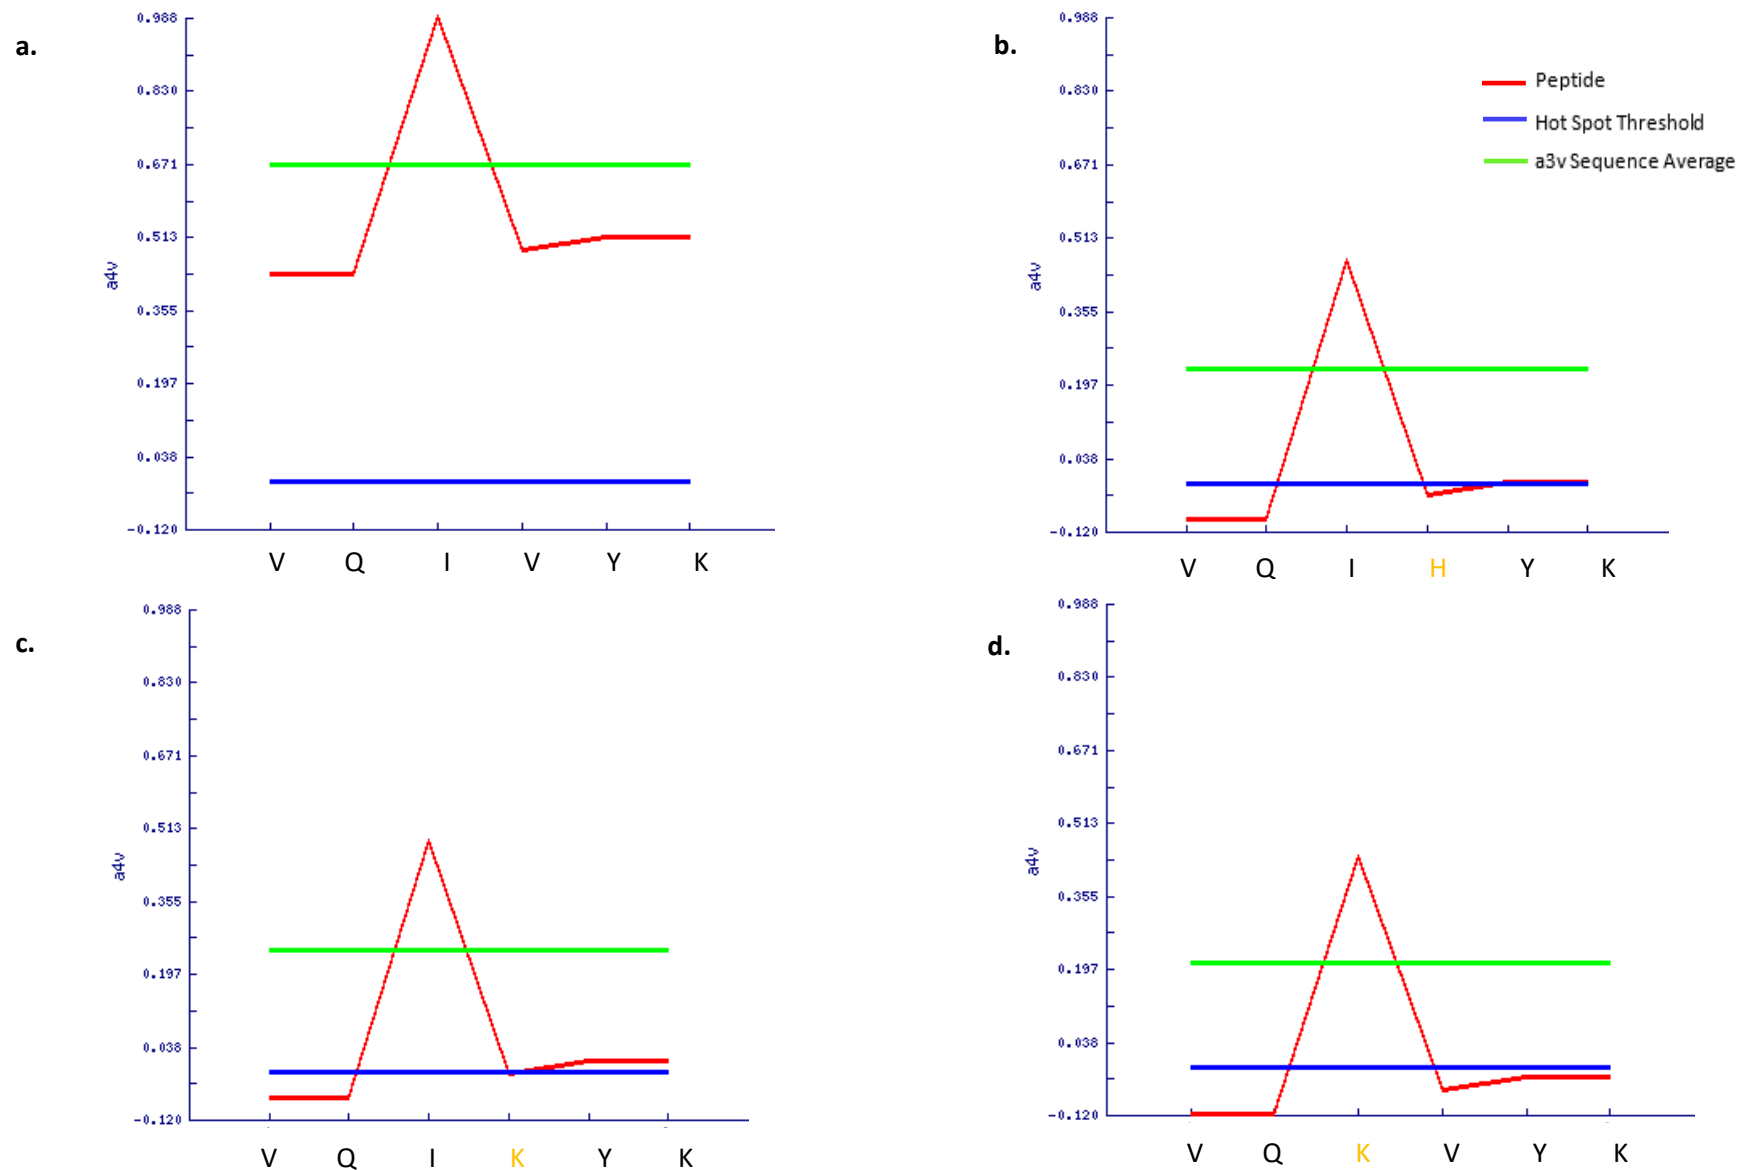 a.
0.988
0.830
0.671
0.513
0.355
0.197
0.038
-0.120
a4v
V Q I V Y K
b.
0.988
0.830
0.671
0.513
0.355
0.197
0.038
-0.120
a4v
Peptide
Hot Spot Threshold
a3v Sequence Average
V Q I H Y K
c.
0.988
0.830
0.671
0.513
0.355
0.197
0.038
-0.120
a4v
V Q I K Y K
d.
0.988
0.830
0.671
0.513
0.355
0.197
0.038
-0.120
a4v
V Q K V Y K